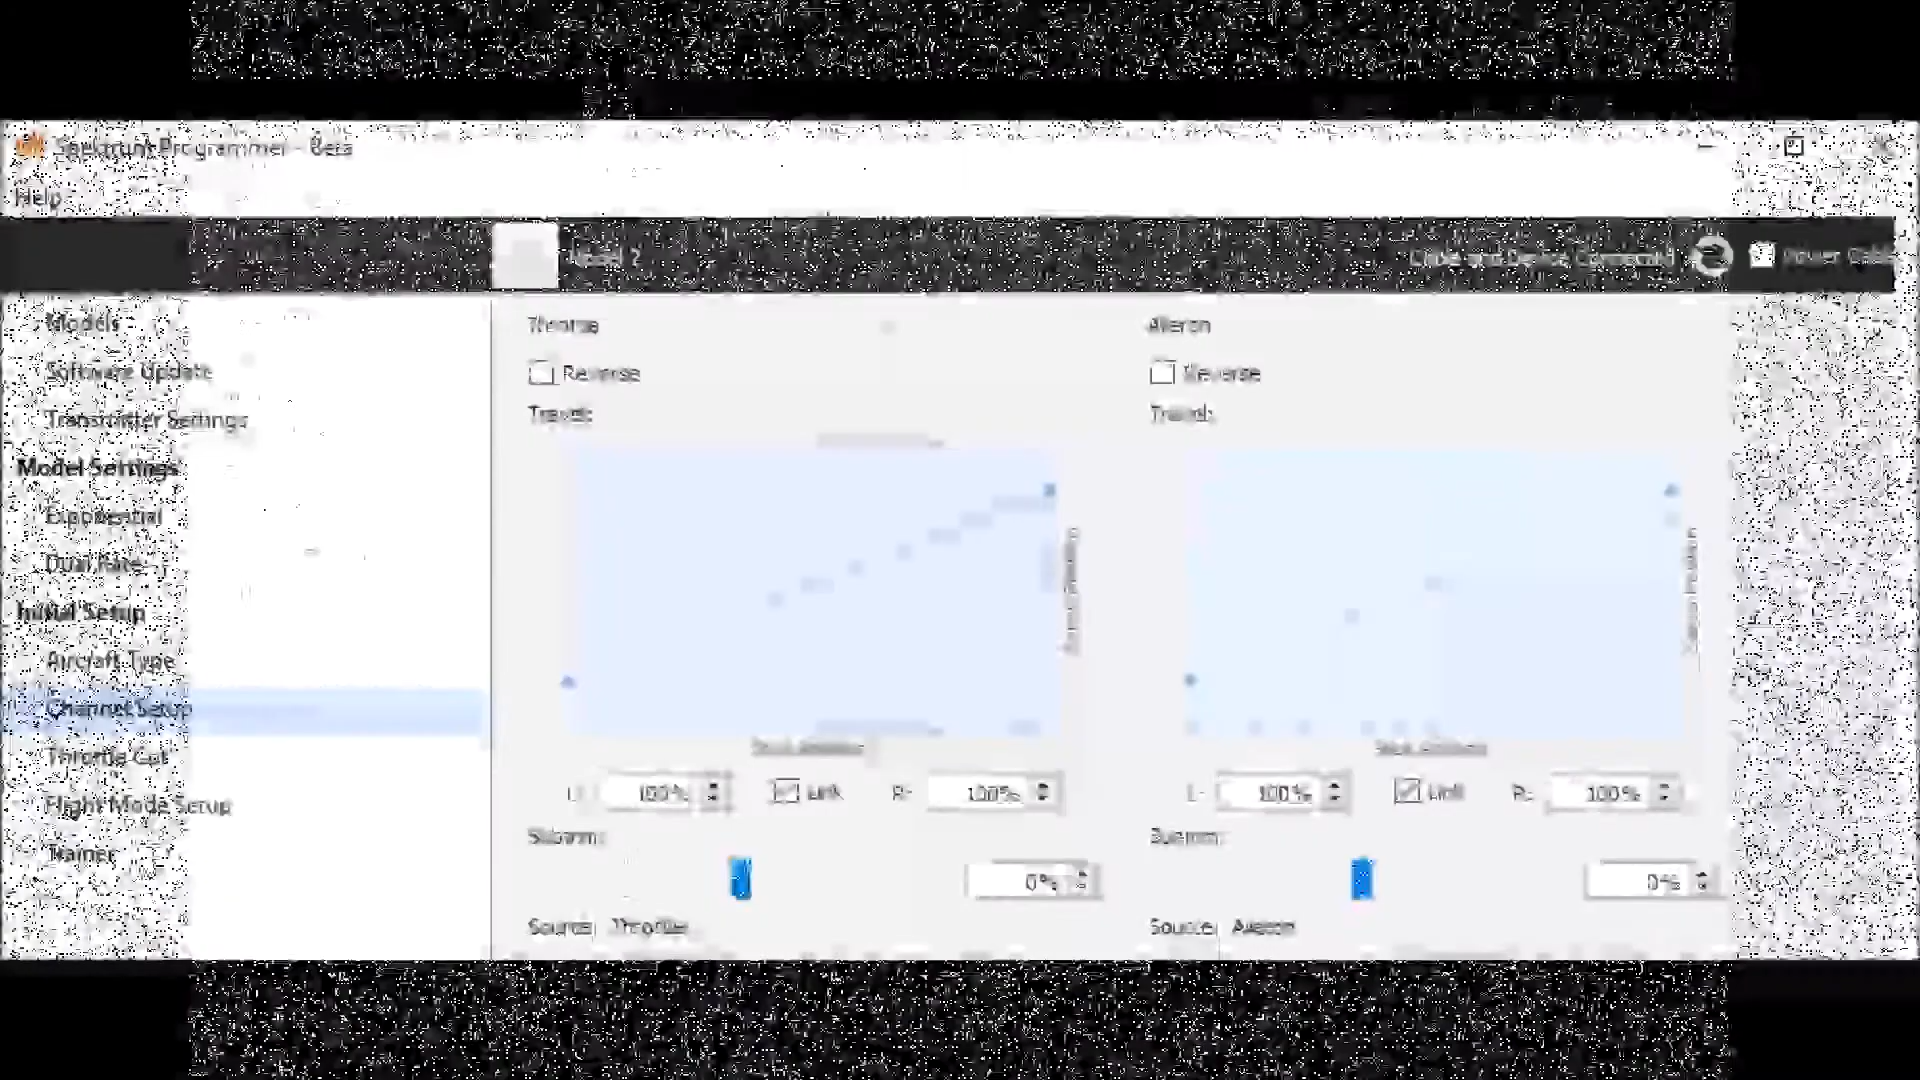 Spektrum Programmer - Beta
Help
Model 2
Cable and Device Connected
Power Cable
Models
Software Update
Transmitter Settings
Model Settings
Exponential
Dual Rate
Initial Setup
Aircraft Type
Channel Setup
Throttle Cut
Flight Mode Setup
Trainer
Throttle
Reverse
Travel:
L: 100% Link R: 100%
Subtrim:
0%
Source: Throttle
Aileron
Reverse
Travel:
L: 100% Link R: 100%
Subtrim:
0%
Source: Aileron